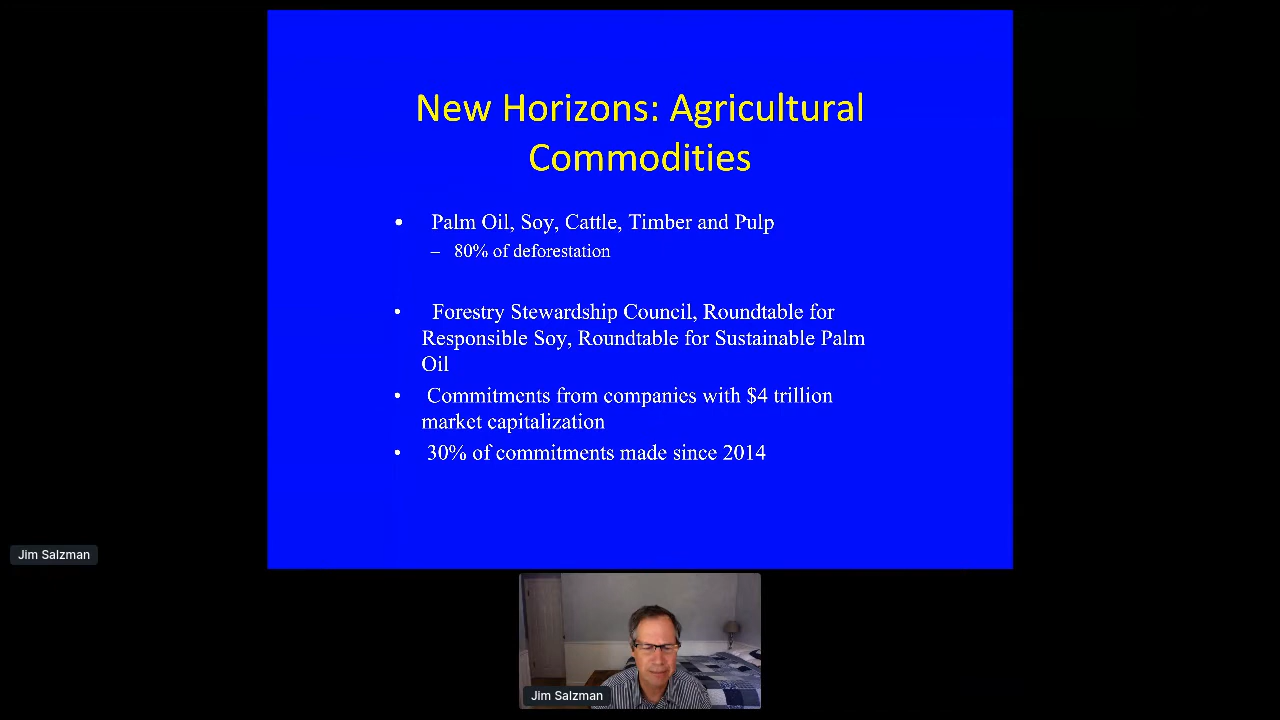 New Horizons: Agricultural
Commodities
• Palm Oil, Soy, Cattle, Timber and Pulp
– 80% of deforestation
• Forestry Stewardship Council, Roundtable for
Responsible Soy, Roundtable for Sustainable Palm
Oil
• Commitments from companies with $4 trillion
market capitalization
• 30% of commitments made since 2014
Jim Salzman
Jim Salzman